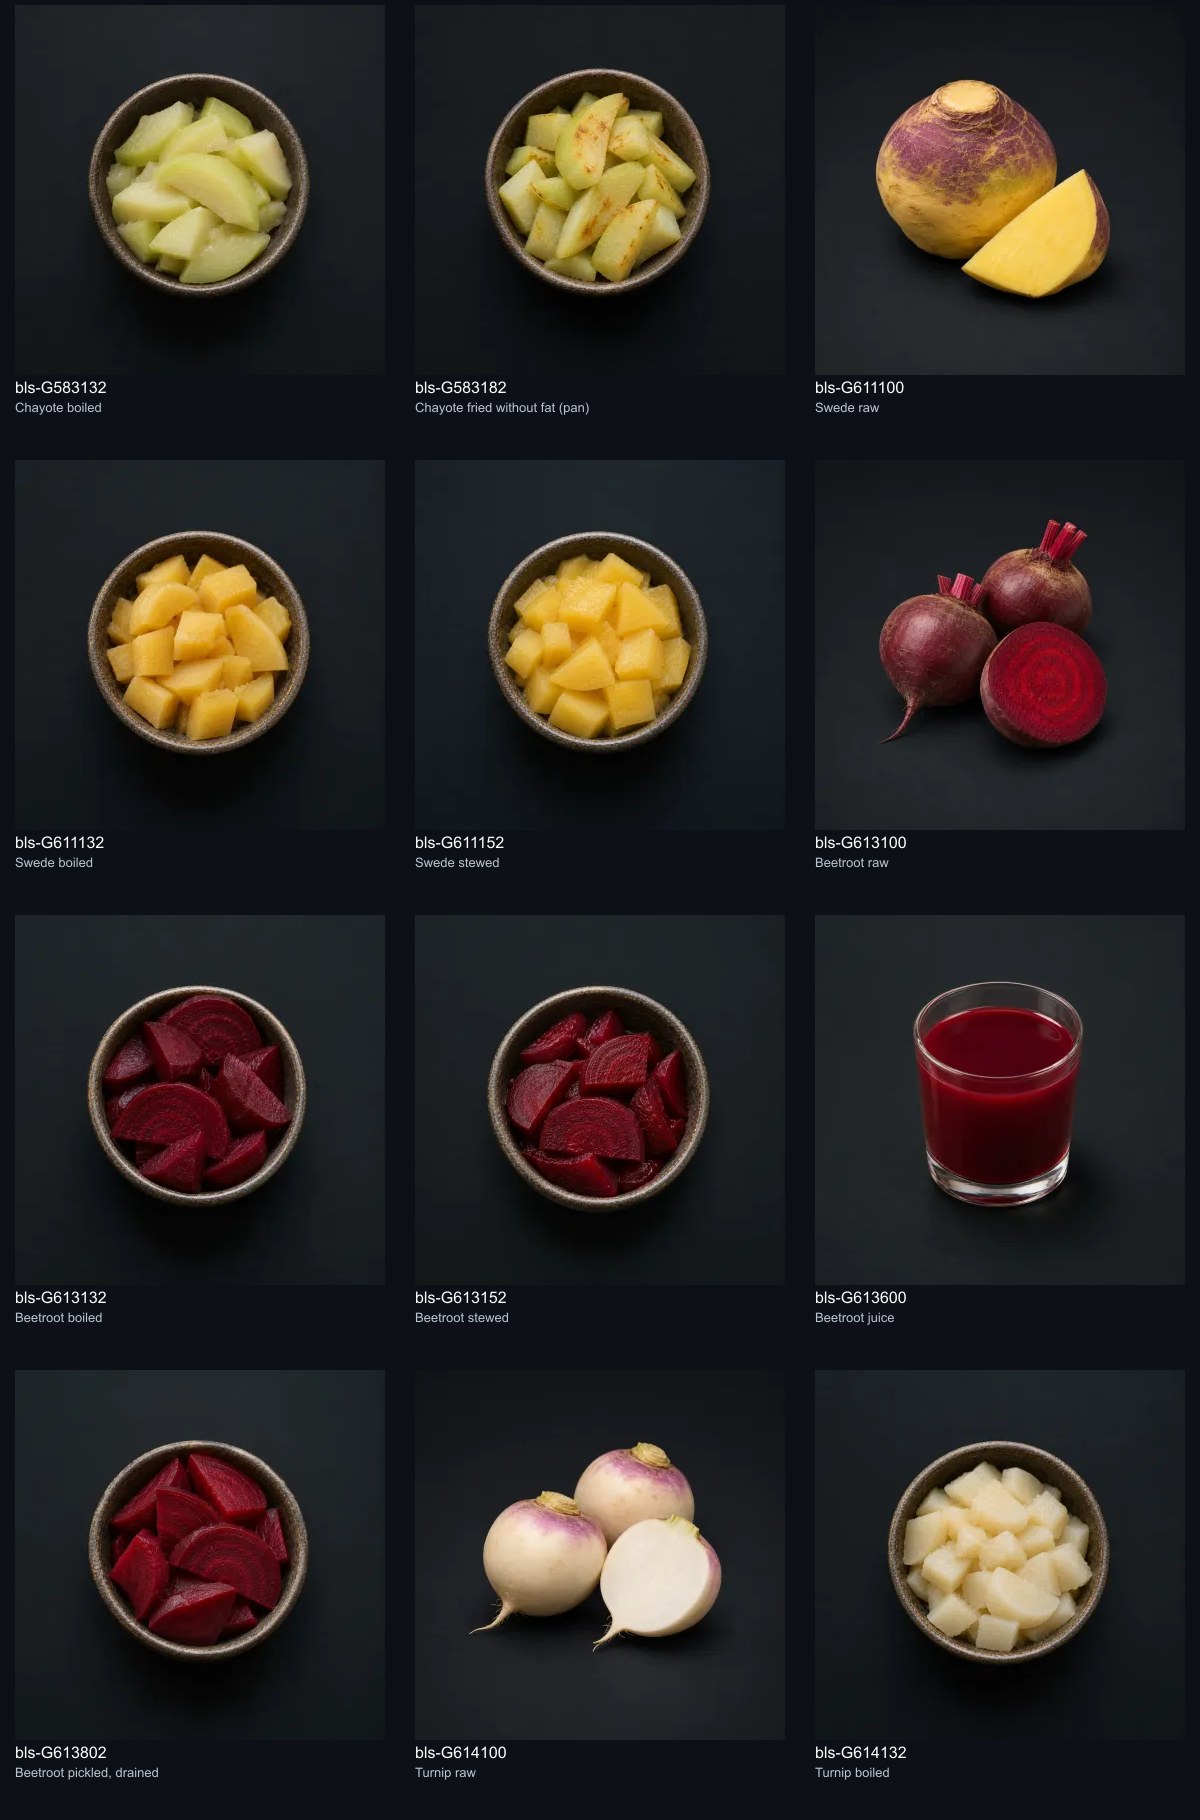 bls-G583132
Chayote boiled
bls-G583182
Chayote fried without fat (pan)
bls-G611100
Swede raw
bls-G611132
Swede boiled
bls-G611152
Swede stewed
bls-G613100
Beetroot raw
bls-G613132
Beetroot boiled
bls-G613152
Beetroot stewed
bls-G613600
Beetroot juice
bls-G613802
Beetroot pickled, drained
bls-G614100
Turnip raw
bls-G614132
Turnip boiled